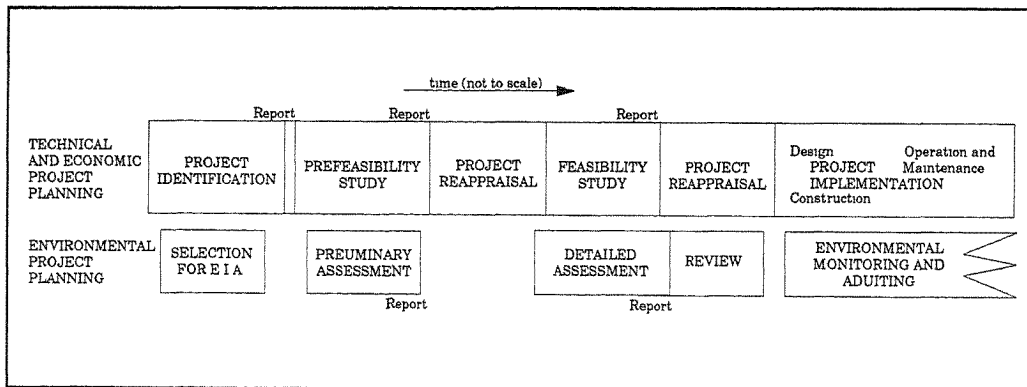 time (not to scale)
Report
Report
Report
TECHNICAL
AND ECONOMIC
PROJECT
PLANNING
PROJECT
IDENTIFICATION
PREFEASIBILITY
STUDY
PROJECT
REAPPRAISAL
FEASIBILITY
STUDY
PROJECT
REAPPRAISAL
Design Operation and
PROJECT Maintenance
IMPLEMENTATION
Construction
ENVIRONMENTAL
PROJECT
PLANNING
SELECTION
FOR E I A
PREUMINARY
ASSESSMENT
DETAILED
ASSESSMENT
REVIEW
ENVIRONMENTAL
MONITORING AND
ADUITING
Report
Report